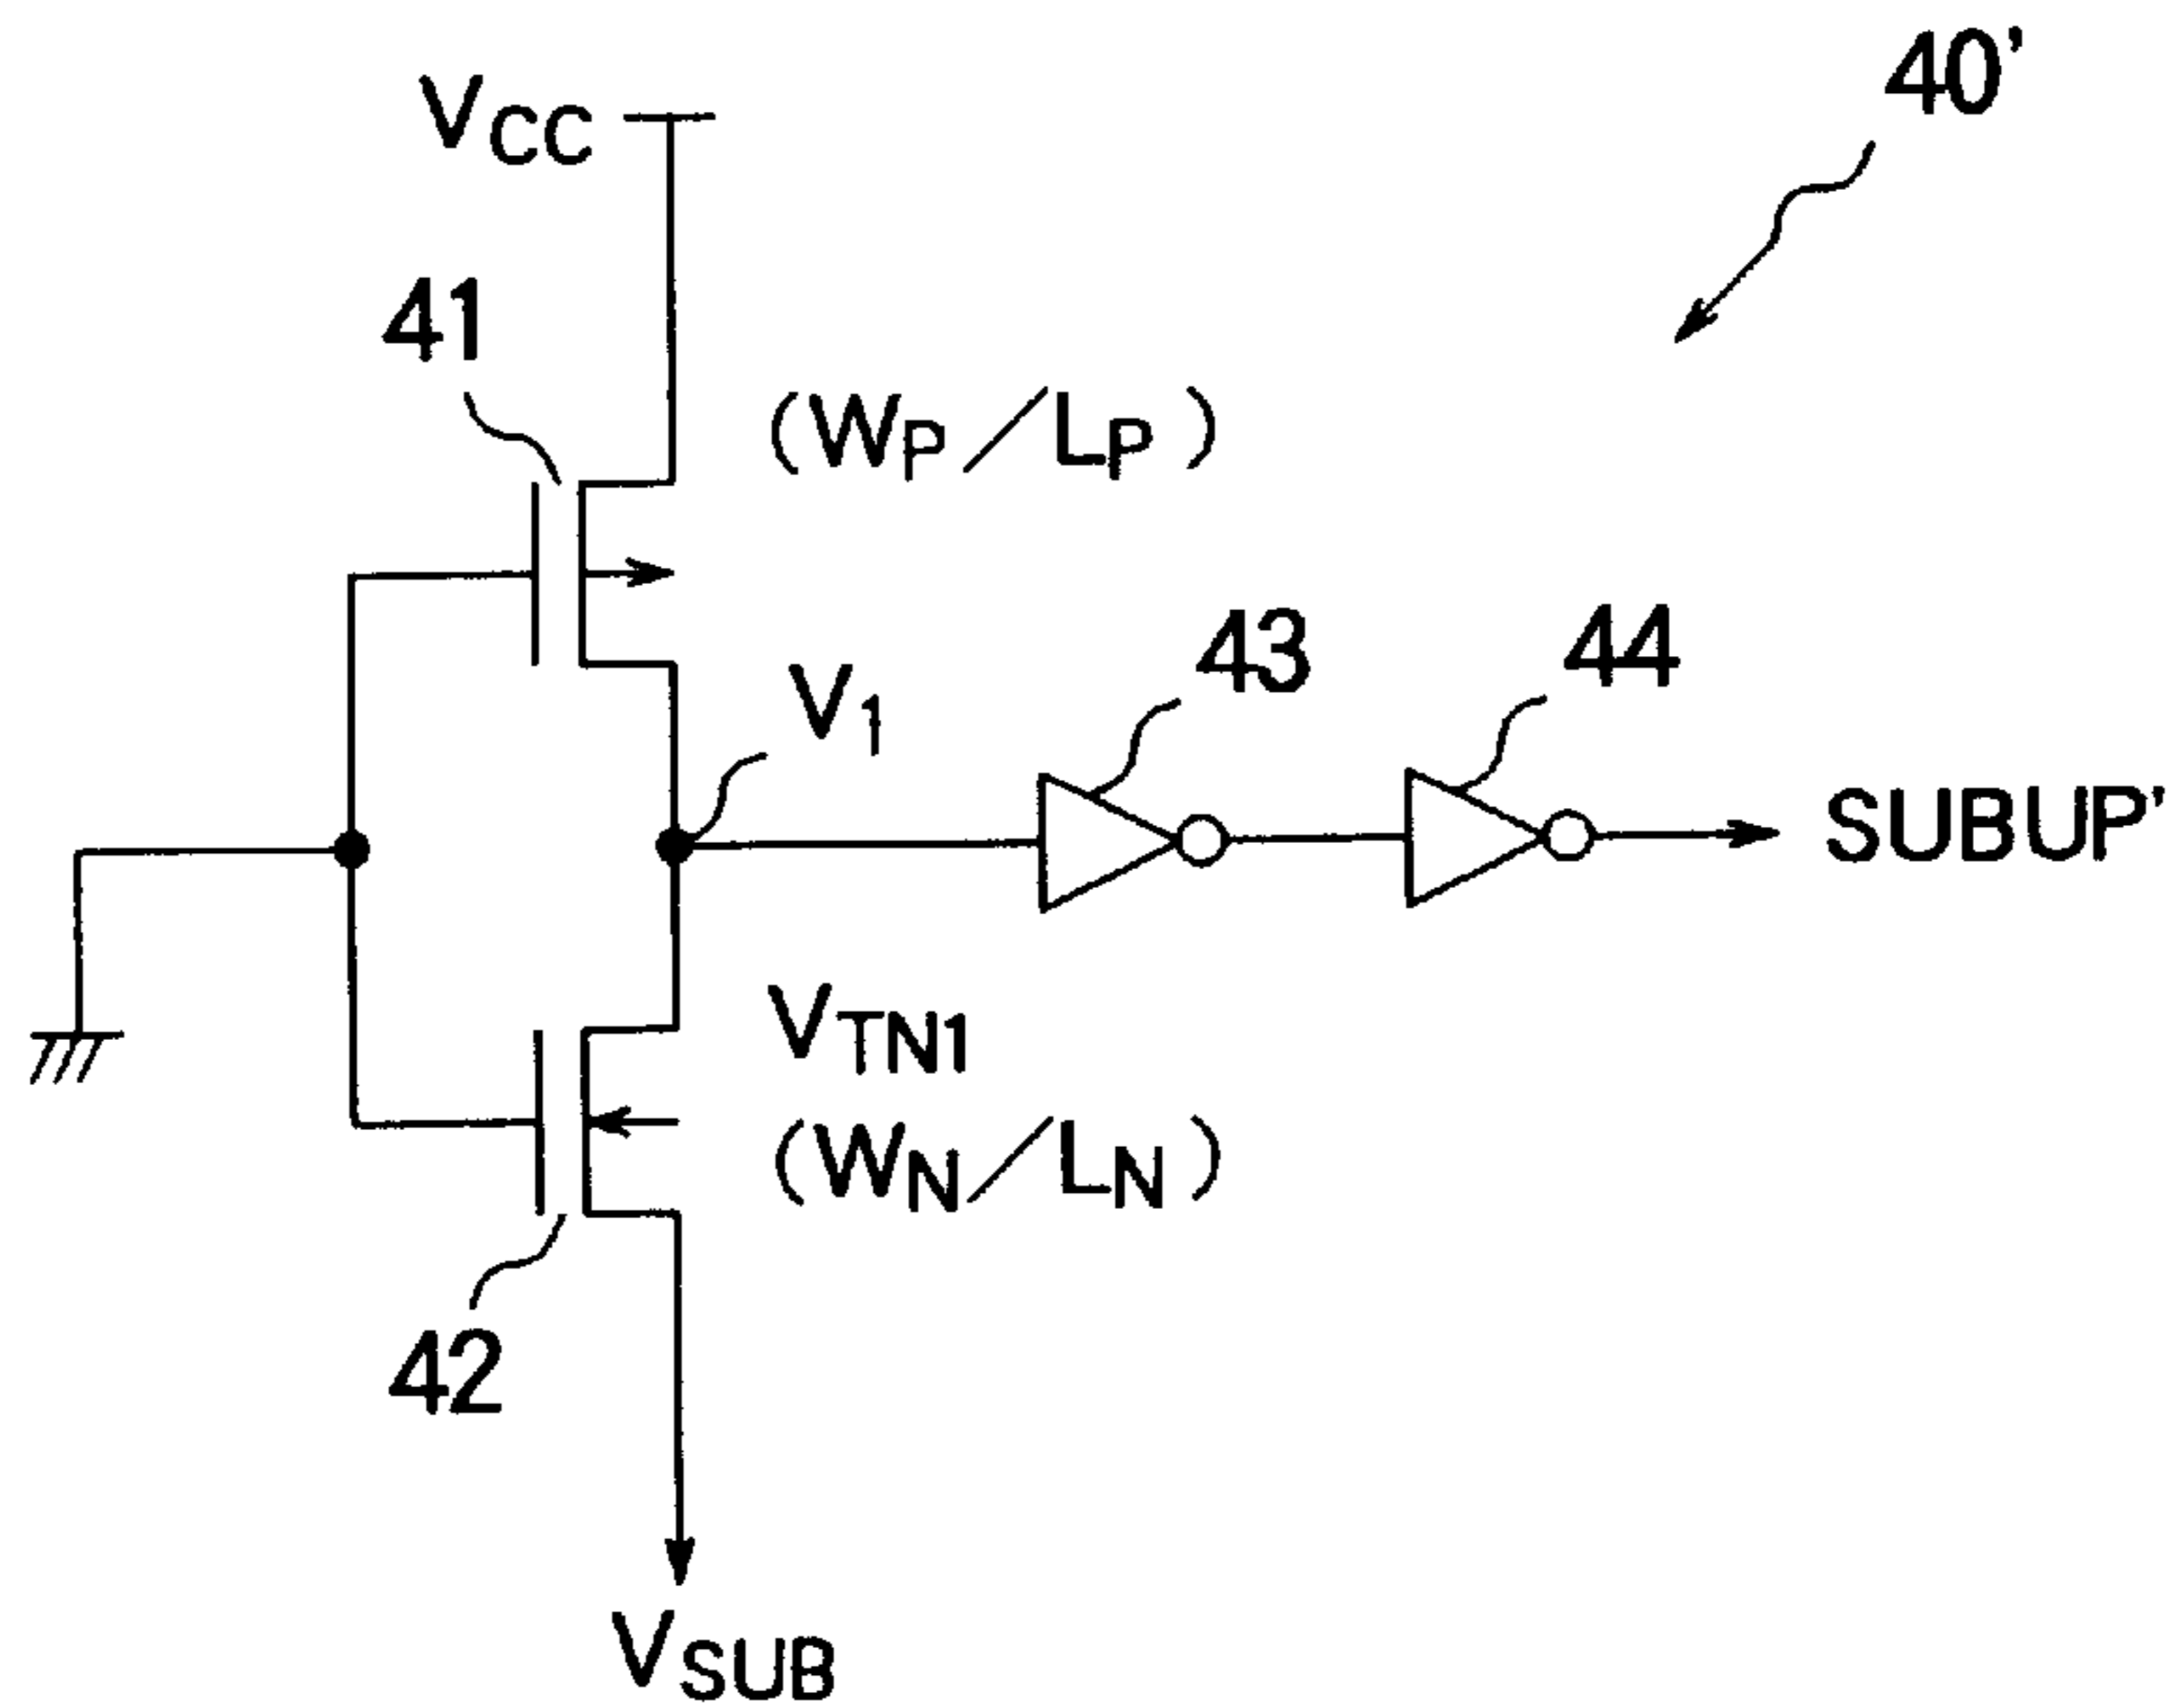 40'
VCC
41
(WP/LP)
43
44
V1
SUBUP'
VTN1
(WN/LN)
42
VSUB